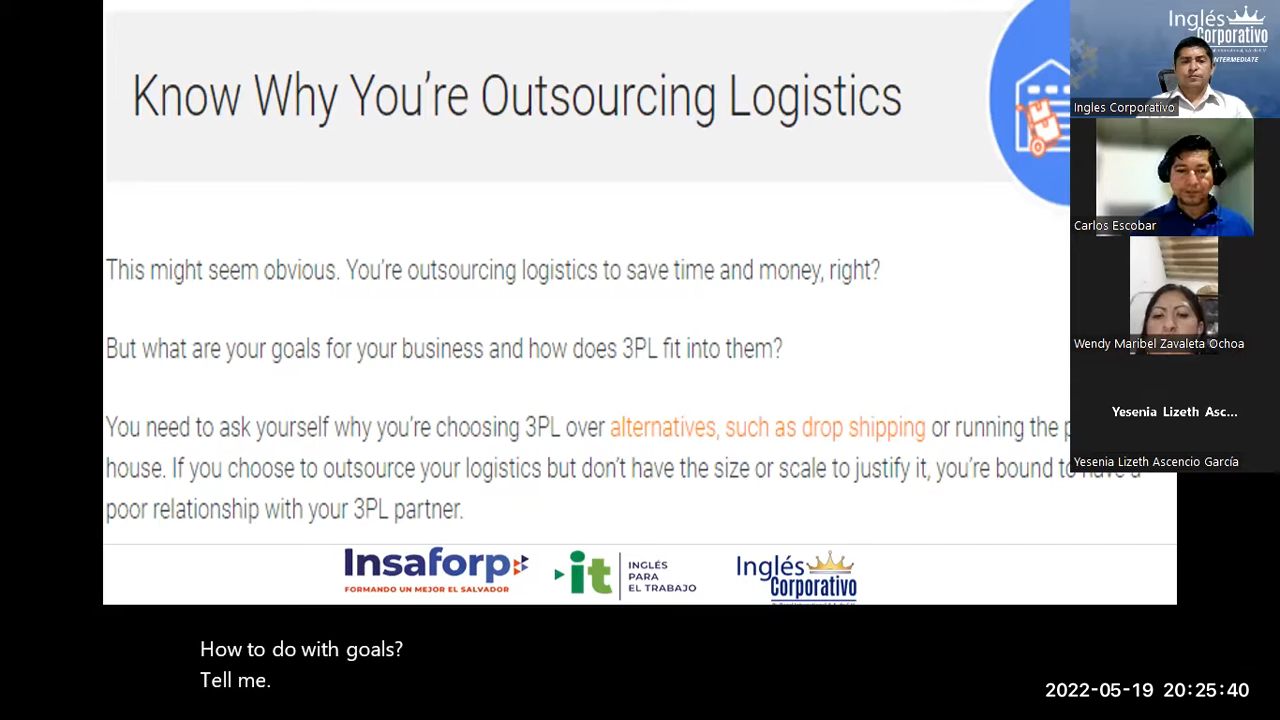 Know Why You're Outsourcing Logistics
This might seem obvious. You're outsourcing logistics to save time and money, right?
But what are your goals for your business and how does 3PL fit into them?
You need to ask yourself why you're choosing 3PL over alternatives, such as drop shipping or running the
house. If you choose to outsource your logistics but don't have the size or scale to justify it, you're bound to have a
poor relationship with your 3PL partner.
Insaforp
FORMANDO UN MEJOR EL SALVADOR
it
INGLÉS
PARA
EL TRABAJO
Inglés
Corporativo
Inglés
Corporativo
INTERMEDIATE
Ingles Corporativo
Carlos Escobar
Wendy Maribel Zavaleta Ochoa
Yesenia Lizeth Asc...
Yesenia Lizeth Ascencio García
How to do with goals?
Tell me.
2022-05-19 20:25:40